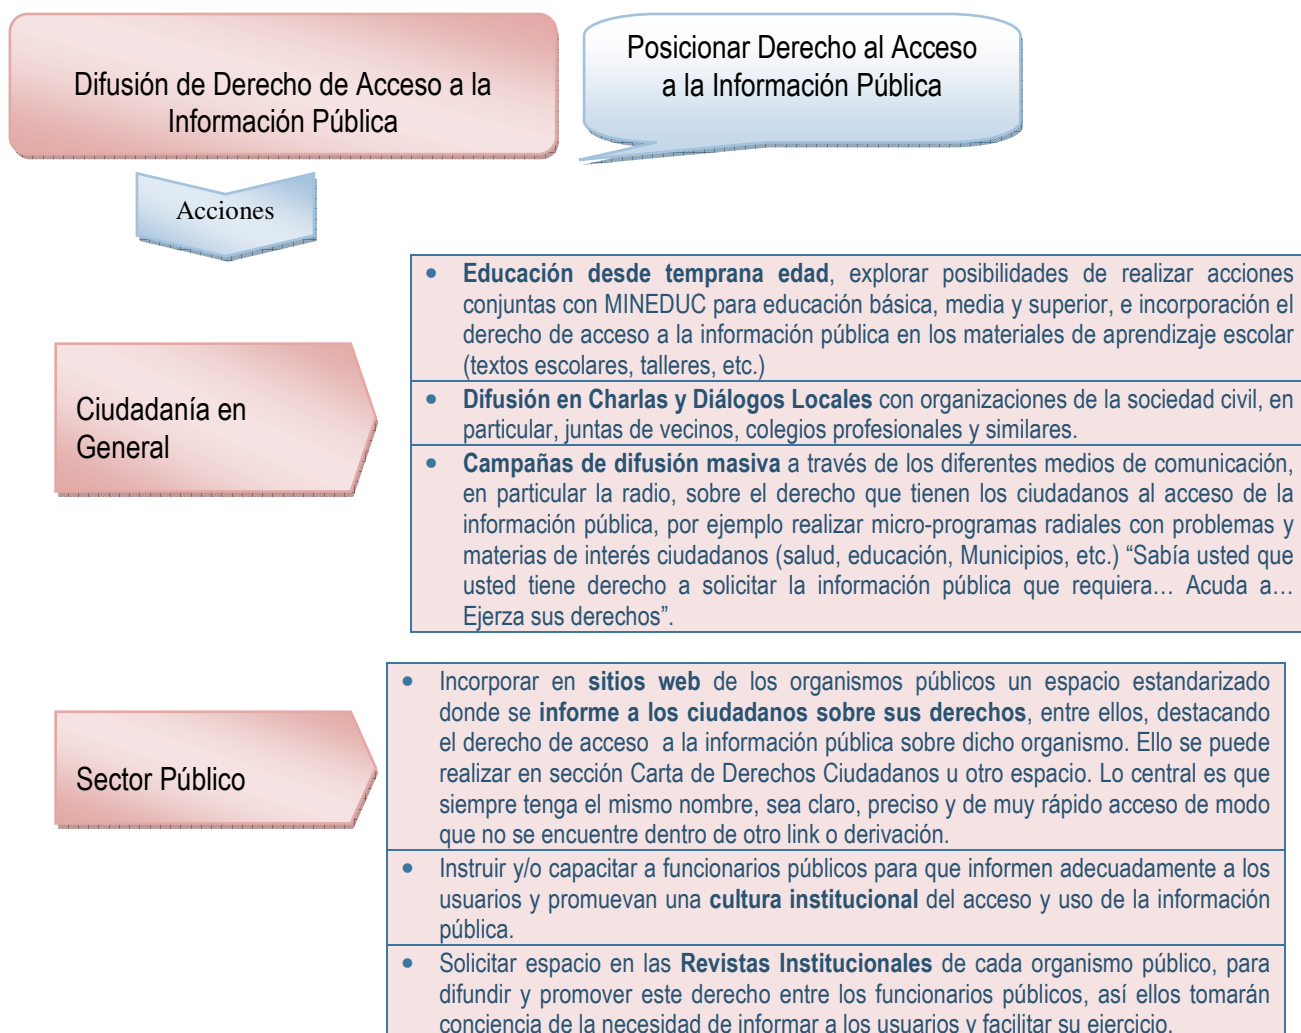 Difusión de Derecho de Acceso a la
Información Pública
Posicionar Derecho al Acceso
a la Información Pública
Acciones
Ciudadanía en
General
• Educación desde temprana edad, explorar posibilidades de realizar acciones
conjuntas con MINEDUC para educación básica, media y superior, e incorporación el
derecho de acceso a la información pública en los materiales de aprendizaje escolar
(textos escolares, talleres, etc.)
• Difusión en Charlas y Diálogos Locales con organizaciones de la sociedad civil, en
particular, juntas de vecinos, colegios profesionales y similares.
• Campañas de difusión masiva a través de los diferentes medios de comunicación,
en particular la radio, sobre el derecho que tienen los ciudadanos al acceso de la
información pública, por ejemplo realizar micro-programas radiales con problemas y
materias de interés ciudadanos (salud, educación, Municipios, etc.) “Sabía usted que
usted tiene derecho a solicitar la información pública que requiera… Acuda a…
Ejerza sus derechos”.
Sector Público
• Incorporar en sitios web de los organismos públicos un espacio estandarizado
donde se informe a los ciudadanos sobre sus derechos, entre ellos, destacando
el derecho de acceso a la información pública sobre dicho organismo. Ello se puede
realizar en sección Carta de Derechos Ciudadanos u otro espacio. Lo central es que
siempre tenga el mismo nombre, sea claro, preciso y de muy rápido acceso de modo
que no se encuentre dentro de otro link o derivación.
• Instruir y/o capacitar a funcionarios públicos para que informen adecuadamente a los
usuarios y promuevan una cultura institucional del acceso y uso de la información
pública.
• Solicitar espacio en las Revistas Institucionales de cada organismo público, para
difundir y promover este derecho entre los funcionarios públicos, así ellos tomarán
conciencia de la necesidad de informar a los usuarios y facilitar su ejercicio.